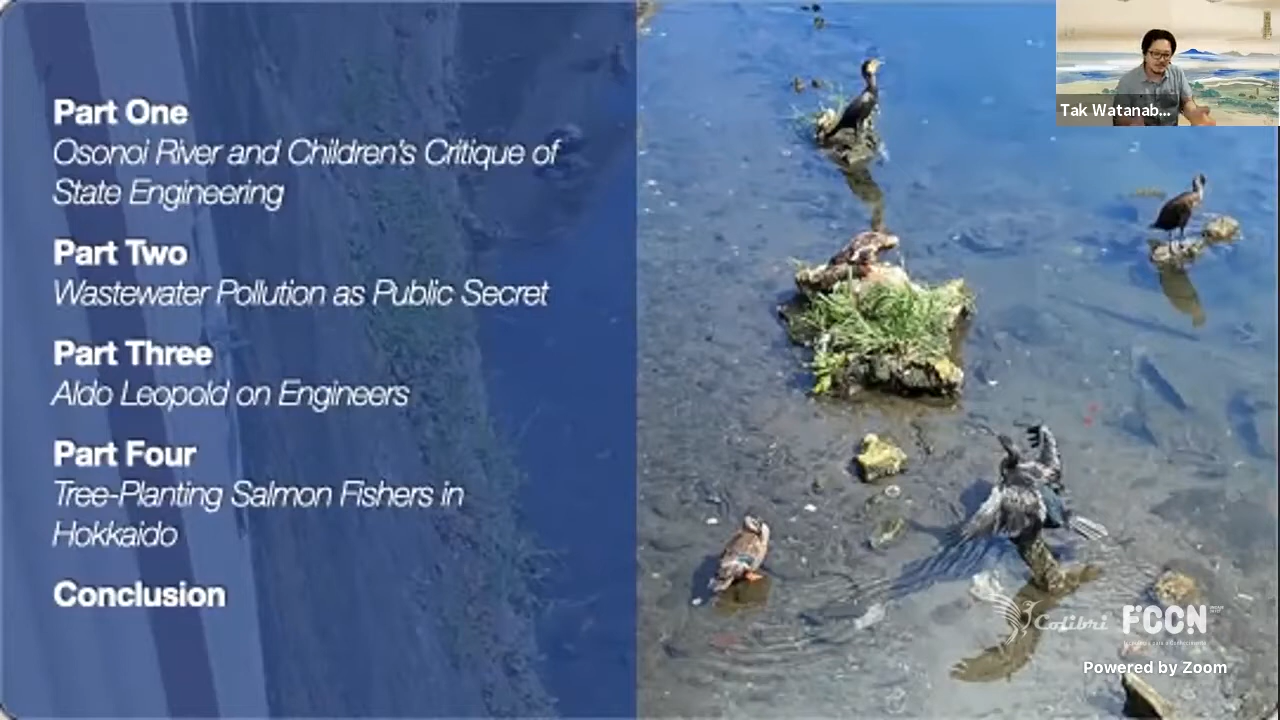 Part One
Osonoi River and Children's Critique of
State Engineering
Part Two
Wastewater Pollution as Public Secret
Part Three
Aldo Leopold on Engineers
Part Four
Tree-Planting Salmon Fishers in
Hokkaido
Conclusion
Tak Watanab...
Colibri FCCN
Powered by Zoom